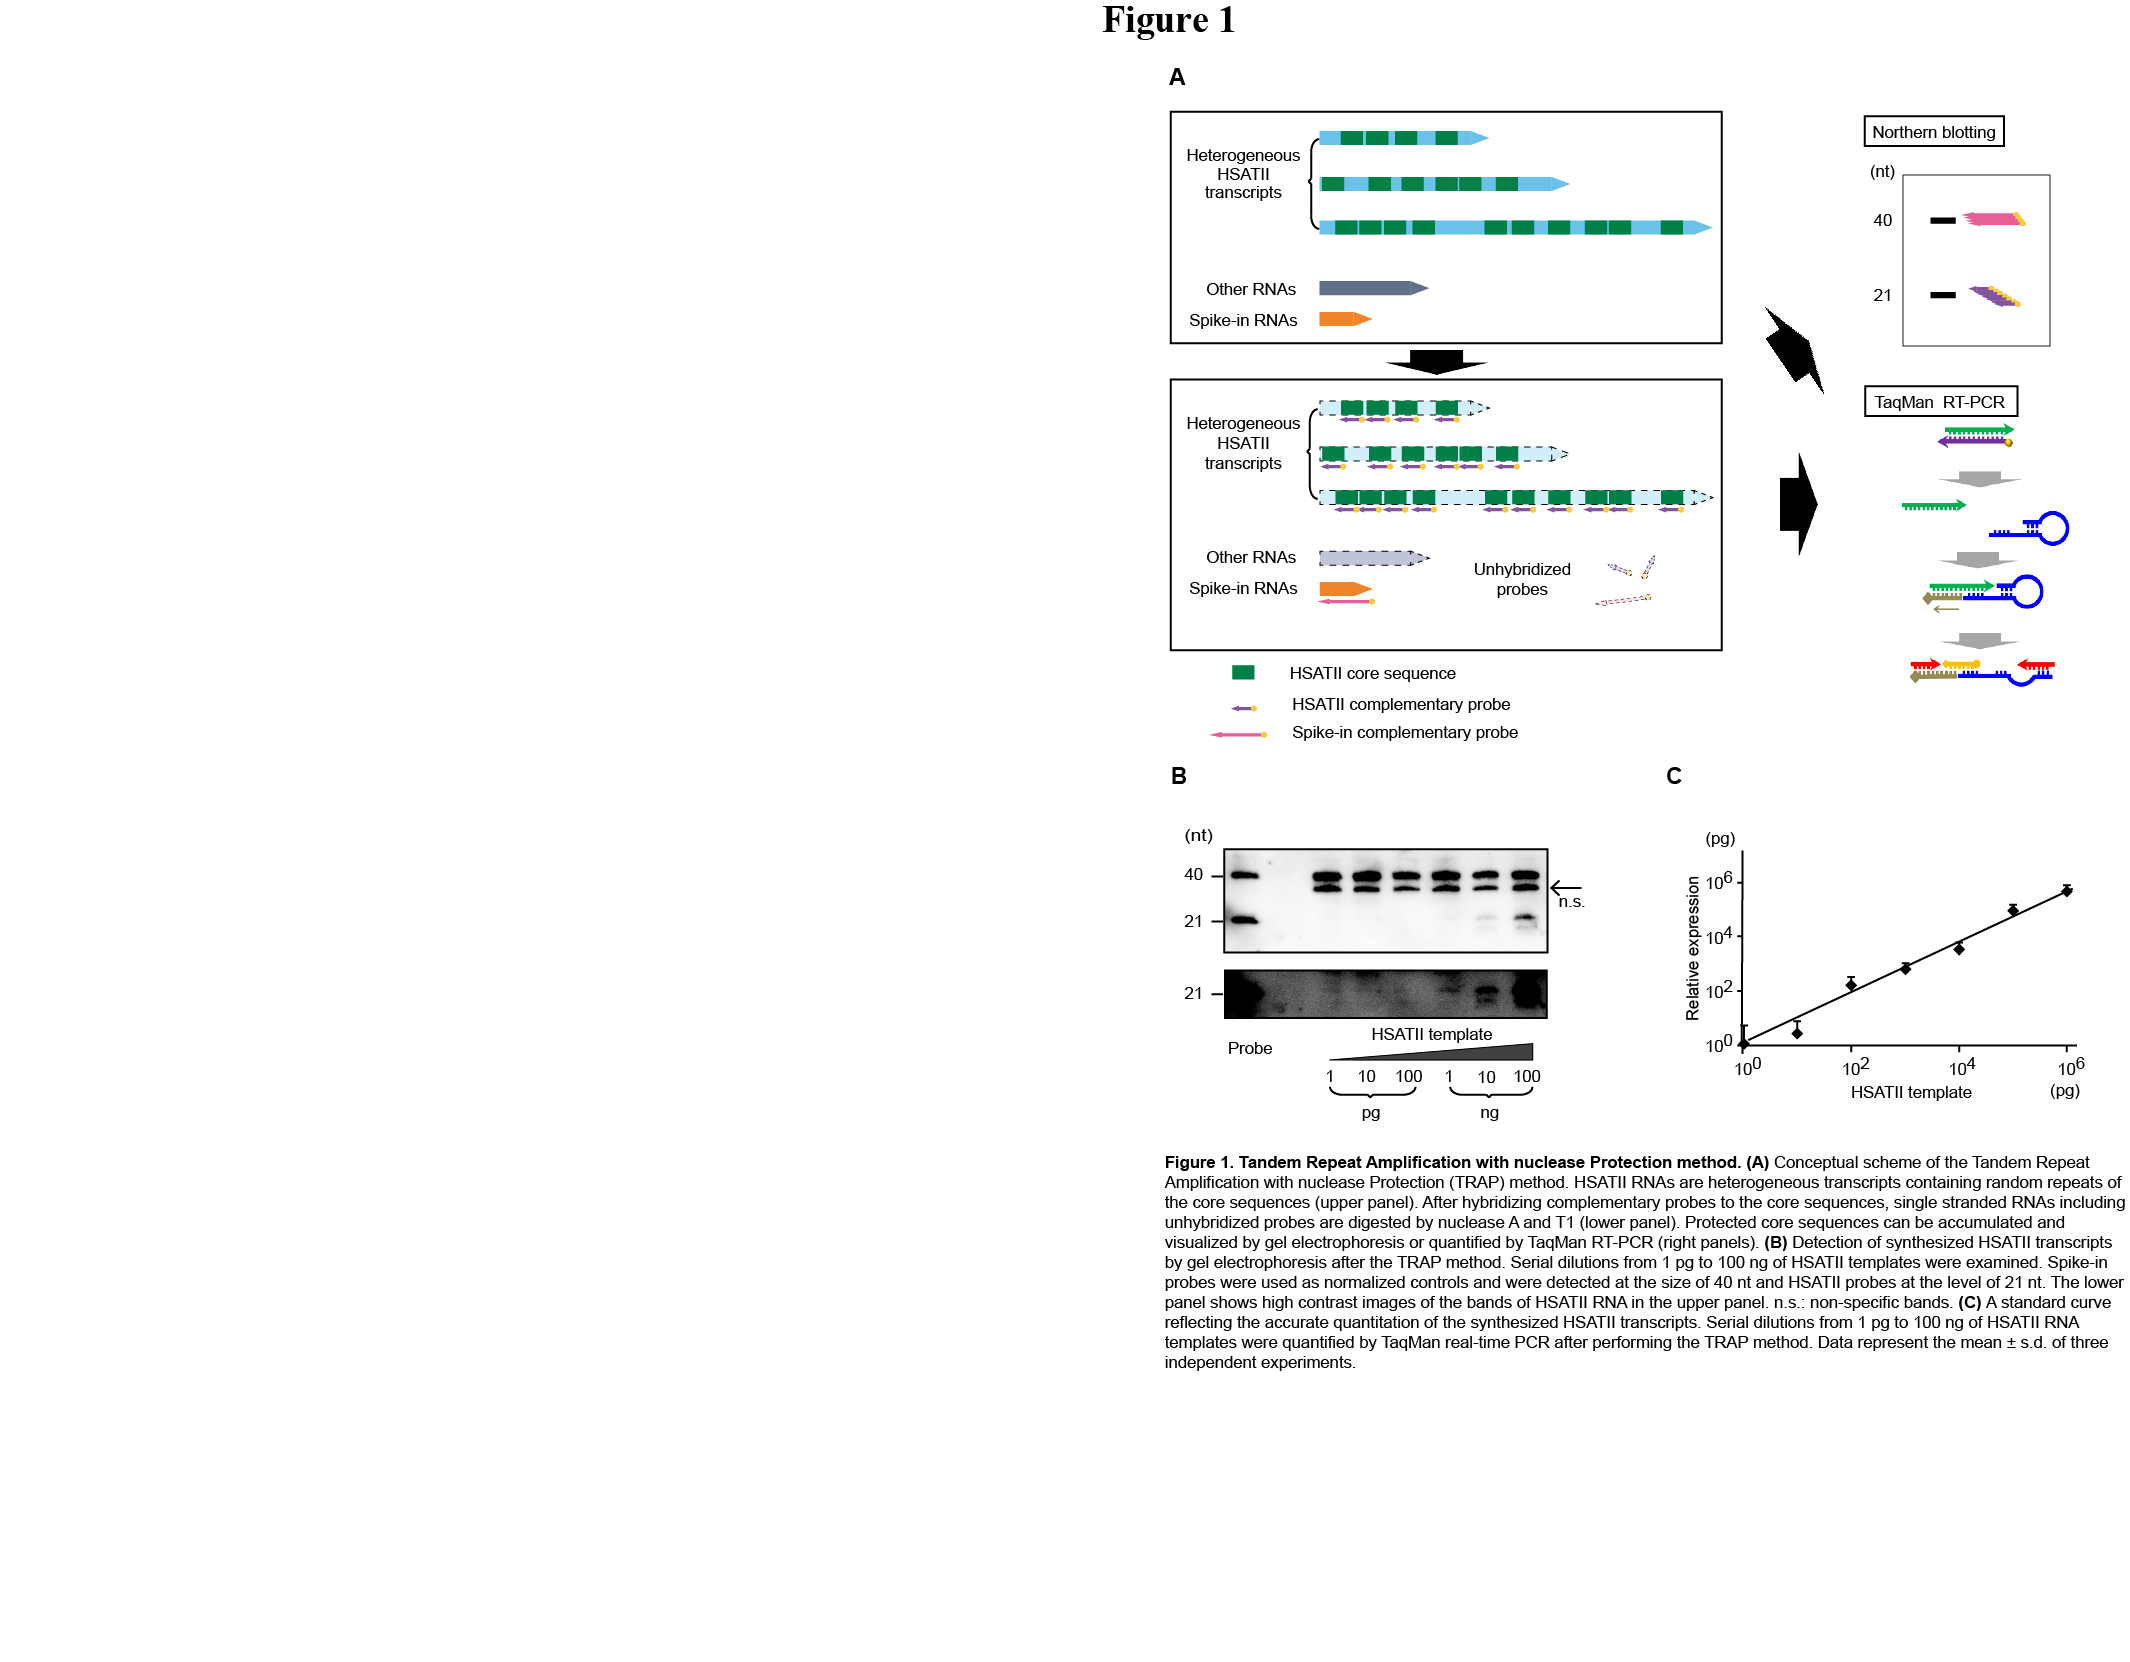 Figure 1
A
Heterogeneous
HSATII
transcripts
Other RNAs
Spike-in RNAs
Heterogeneous
HSATII
transcripts
Other RNAs
Spike-in RNAs
Unhybridized
probes
HSATII core sequence
HSATII complementary probe
Spike-in complementary probe
Northern blotting
(nt)
40
21
TaqMan RT-PCR
B
(nt)
40
21
n.s.
21
Probe
HSATII template
1 10 100 1 10 100
pg ng
C
(pg)
Relative expression
10^6
10^4
10^2
10^0
10^0 10^2 10^4 10^6
HSATII template (pg)
Figure 1. Tandem Repeat Amplification with nuclease Protection method. (A) Conceptual scheme of the Tandem Repeat
Amplification with nuclease Protection (TRAP) method. HSATII RNAs are heterogeneous transcripts containing random repeats of
the core sequences (upper panel). After hybridizing complementary probes to the core sequences, single stranded RNAs including
unhybridized probes are digested by nuclease A and T1 (lower panel). Protected core sequences can be accumulated and
visualized by gel electrophoresis or quantified by TaqMan RT-PCR (right panels). (B) Detection of synthesized HSATII transcripts
by gel electrophoresis after the TRAP method. Serial dilutions from 1 pg to 100 ng of HSATII templates were examined. Spike-in
probes were used as normalized controls and were detected at the size of 40 nt and HSATII probes at the level of 21 nt. The lower
panel shows high contrast images of the bands of HSATII RNA in the upper panel. n.s.: non-specific bands. (C) A standard curve
reflecting the accurate quantitation of the synthesized HSATII transcripts. Serial dilutions from 1 pg to 100 ng of HSATII RNA
templates were quantified by TaqMan real-time PCR after performing the TRAP method. Data represent the mean ± s.d. of three
independent experiments.